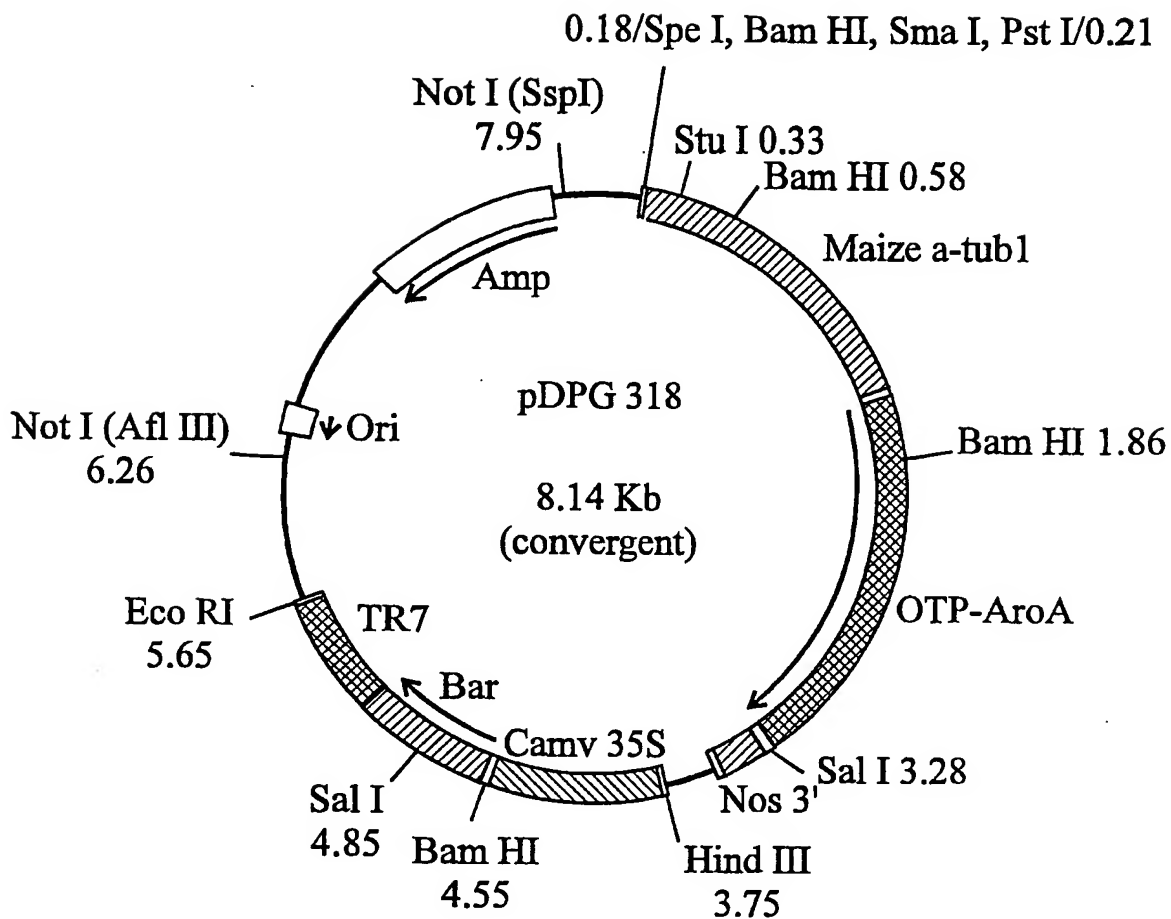 0.18/Spe I, Bam HI, Sma I, Pst I/0.21
Not I (SspI)
7.95
Stu I 0.33
Bam HI 0.58
Maize a-tub1
Amp
pDPG 318
Not I (Afl III)
6.26
Ori
Bam HI 1.86
8.14 Kb
(convergent)
Eco RI
5.65
TR7
OTP-AroA
Bar
Camv 35S
Sal I 3.28
Nos 3'
Sal I
4.85
Bam HI
4.55
Hind III
3.75